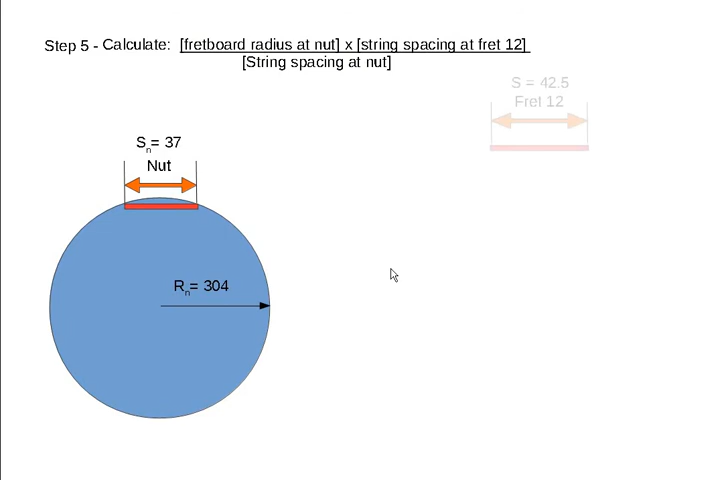 Step 5 - Calculate: [fretboard radius at nut] x [string spacing at fret 12]
[String spacing at nut]
S = 42.5
Fret 12
Sn= 37
Nut
Rn= 304